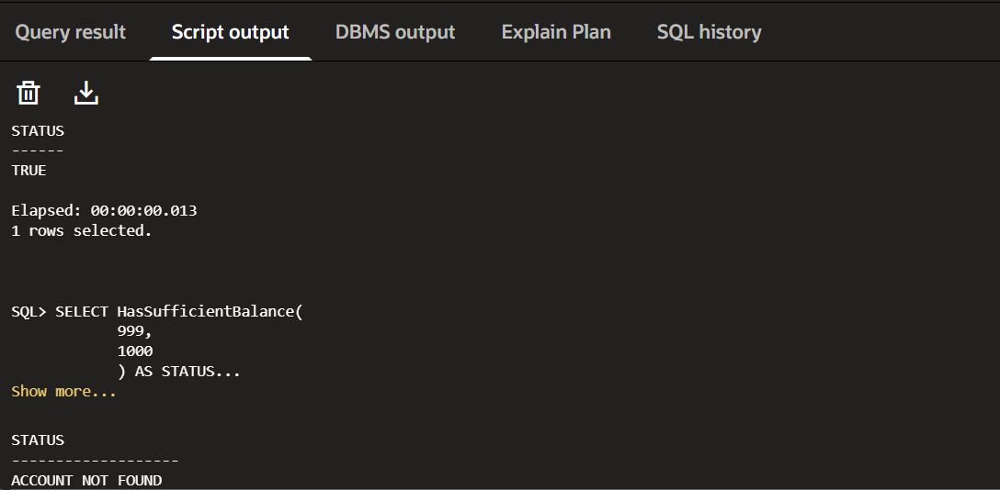 Query result Script output DBMS output Explain Plan SQL history
STATUS
------
TRUE
Elapsed: 00:00:00.013
1 rows selected.
SQL> SELECT HasSufficientBalance(
999,
1000
) AS STATUS...
Show more...
STATUS
-------------------
ACCOUNT NOT FOUND